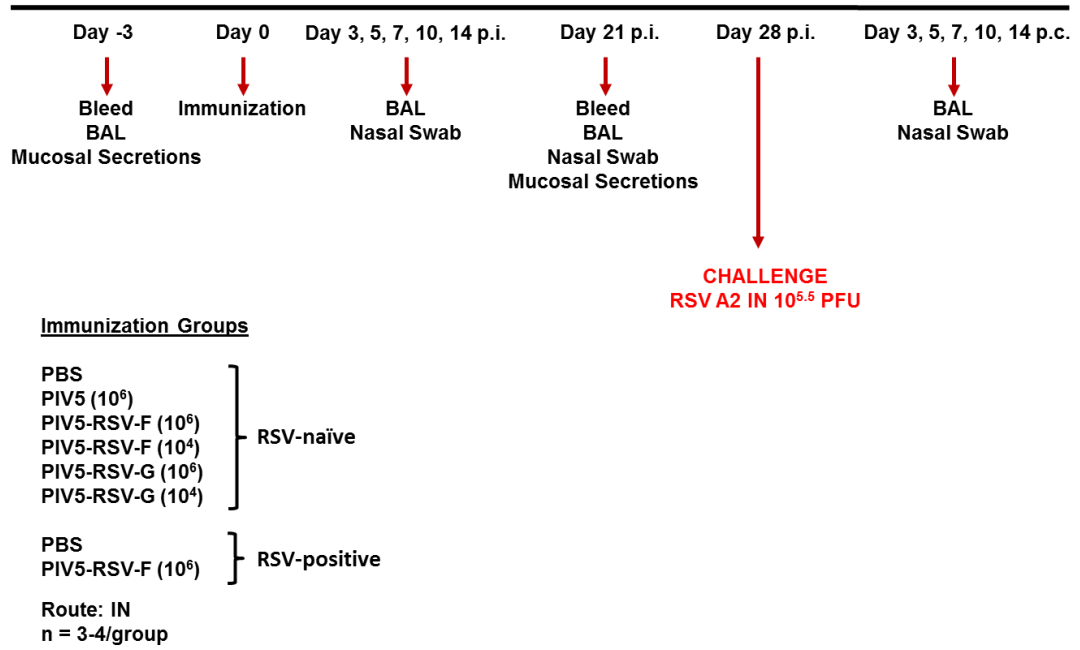 Day -3 Day 0 Day 3, 5, 7, 10, 14 p.i. Day 21 p.i. Day 28 p.i. Day 3, 5, 7, 10, 14 p.c.
Bleed Immunization BAL Bleed BAL
BAL Nasal Swab BAL Nasal Swab
Mucosal Secretions Nasal Swab
Mucosal Secretions
CHALLENGE
RSV A2 IN 10^5.5 PFU
Immunization Groups
PBS
PIV5 (10^6)
PIV5-RSV-F (10^6)
PIV5-RSV-F (10^4) RSV-naïve
PIV5-RSV-G (10^6)
PIV5-RSV-G (10^4)
PBS
PIV5-RSV-F (10^6) RSV-positive
Route: IN
n = 3-4/group